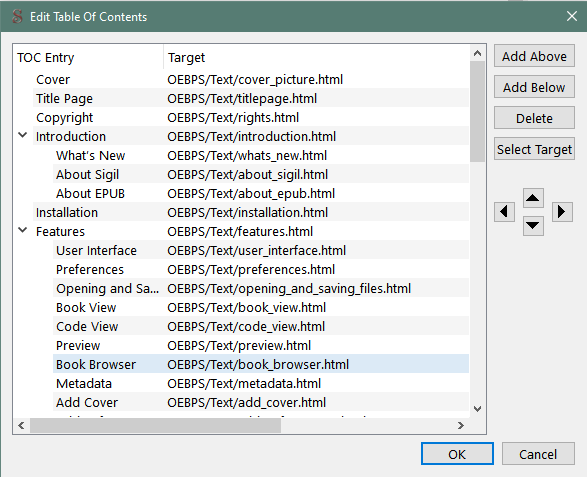 Edit Table Of Contents
TOC Entry Target
Cover OEBPS/Text/cover_picture.html
Title Page OEBPS/Text/titlepage.html
Copyright OEBPS/Text/rights.html
Introduction OEBPS/Text/introduction.html
What's New OEBPS/Text/whats_new.html
About Sigil OEBPS/Text/about_sigil.html
About EPUB OEBPS/Text/about_epub.html
Installation OEBPS/Text/installation.html
Features OEBPS/Text/features.html
User Interface OEBPS/Text/user_interface.html
Preferences OEBPS/Text/preferences.html
Opening and Sa... OEBPS/Text/opening_and_saving_files.html
Book View OEBPS/Text/book_view.html
Code View OEBPS/Text/code_view.html
Preview OEBPS/Text/preview.html
Book Browser OEBPS/Text/book_browser.html
Metadata OEBPS/Text/metadata.html
Add Cover OEBPS/Text/add_cover.html
Add Above
Add Below
Delete
Select Target
OK Cancel